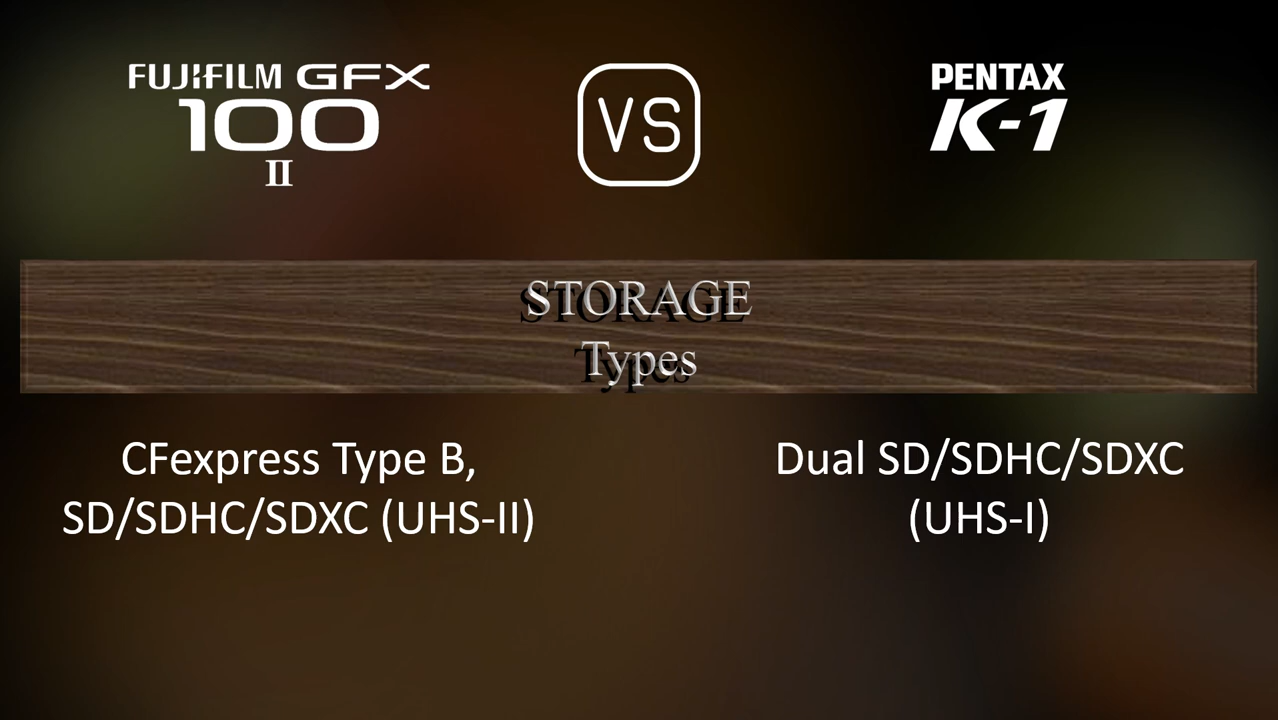 FUJIFILM GFX
100
II
VS
PENTAX
K-1
STORAGE
Types
CFexpress Type B,
SD/SDHC/SDXC (UHS-II)
Dual SD/SDHC/SDXC
(UHS-I)